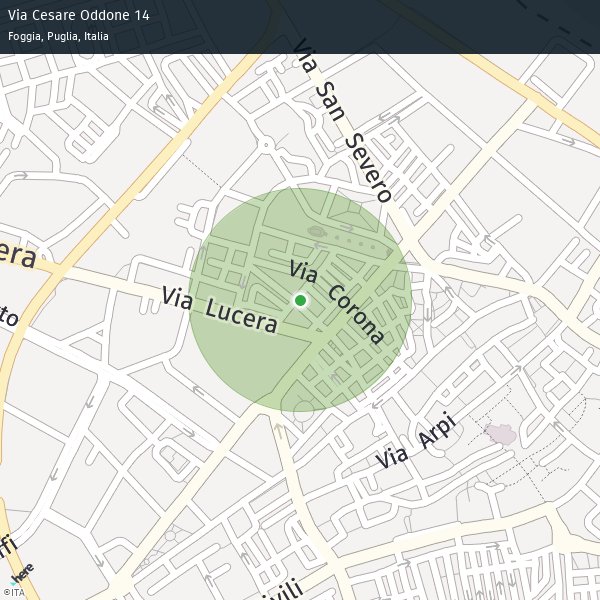 Via Cesare Oddone 14
Foggia, Puglia, Italia
Via San Severo
era
Via Corona
Via Lucera
to
Via Arpi
ffi
here
vili
©ITA